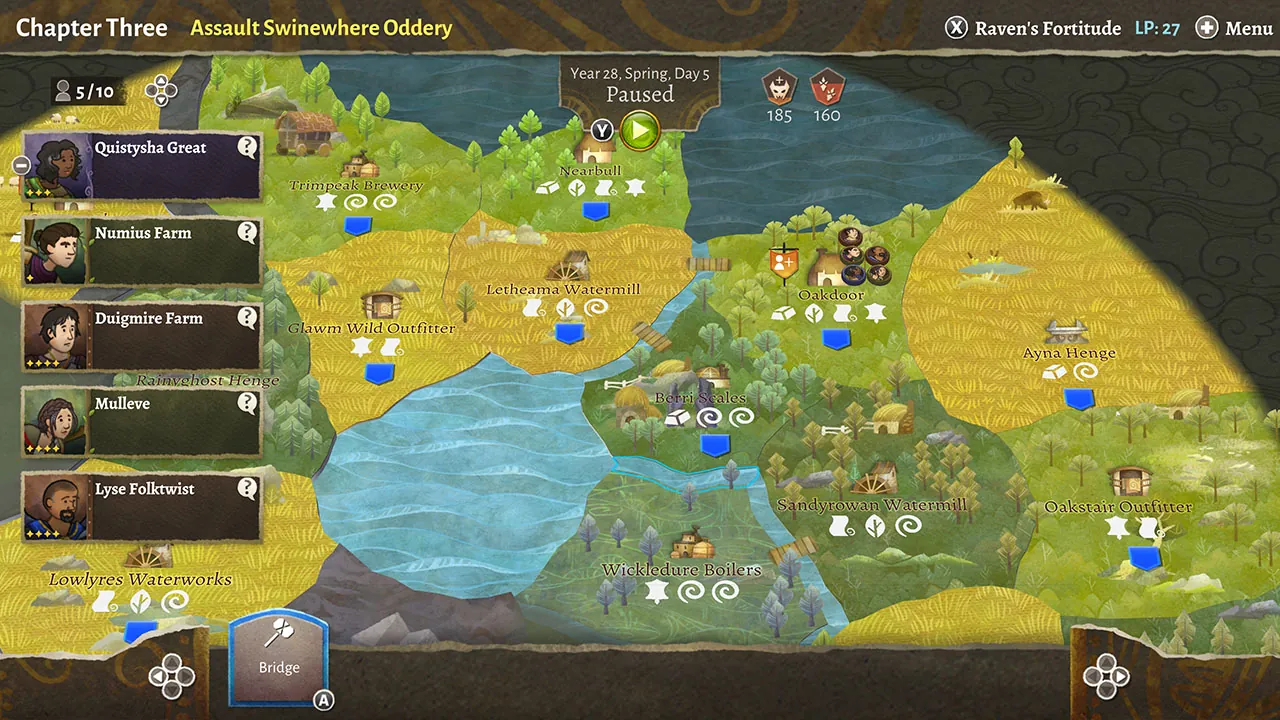 Chapter Three Assault Swinewhere Oddery
X Raven's Fortitude LP: 27 Menu
5/10
Year 28, Spring, Day 5
Paused
Y
185 160
Quistysha Great ?
Numius Farm ?
Duigmire Farm ?
Mulleve ?
Lyse Folktwist ?
Nearbull
Trimpeak Brewery
Letheama Watermill
Oakdoor
Glawm Wild Outfitter
Ayna Henge
Rainyghost Henge
Berri Scales
Sandyrowan Watermill
Oakstair Outfitter
Wickledure Boilers
Lowlyres Waterworks
Bridge
A